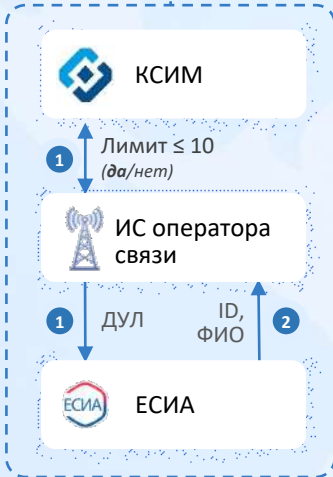 КСИМ
1
Лимит ≤ 10
(да/нет)
ИС оператора
связи
1
ДУЛ
ID,
ФИО
2
ЕСИА
ЕСИА